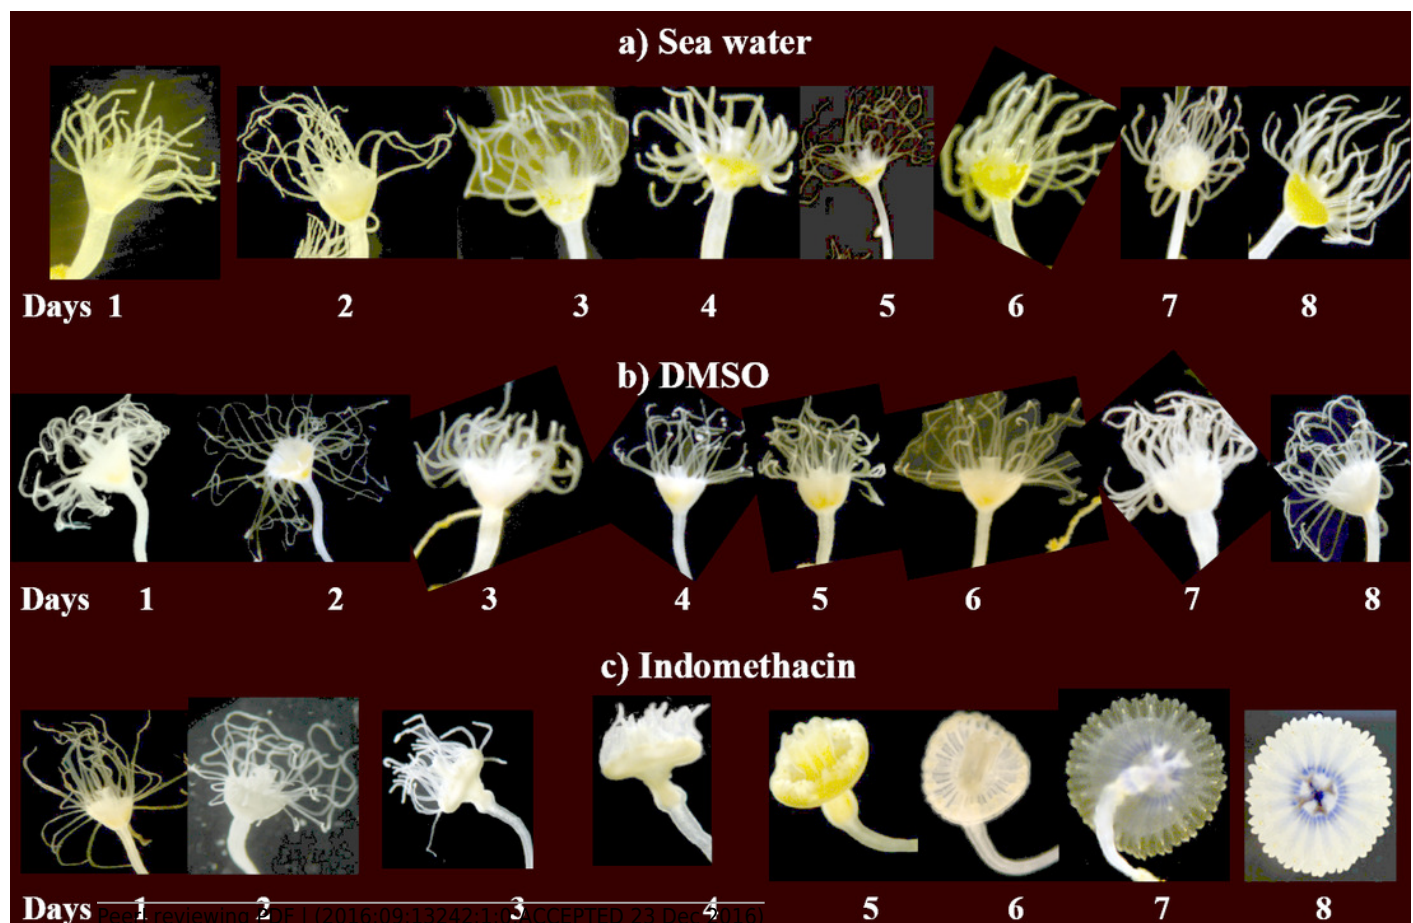 a) Sea water
Days 1 2 3 4 5 6 7 8
b) DMSO
Days 1 2 3 4 5 6 7 8
c) Indomethacin
Days 1 2 3 4 5 6 7 8
PeerJ reviewing PDF | (2016:09:13242:1:0:ACCEPTED 23 Dec 2016)